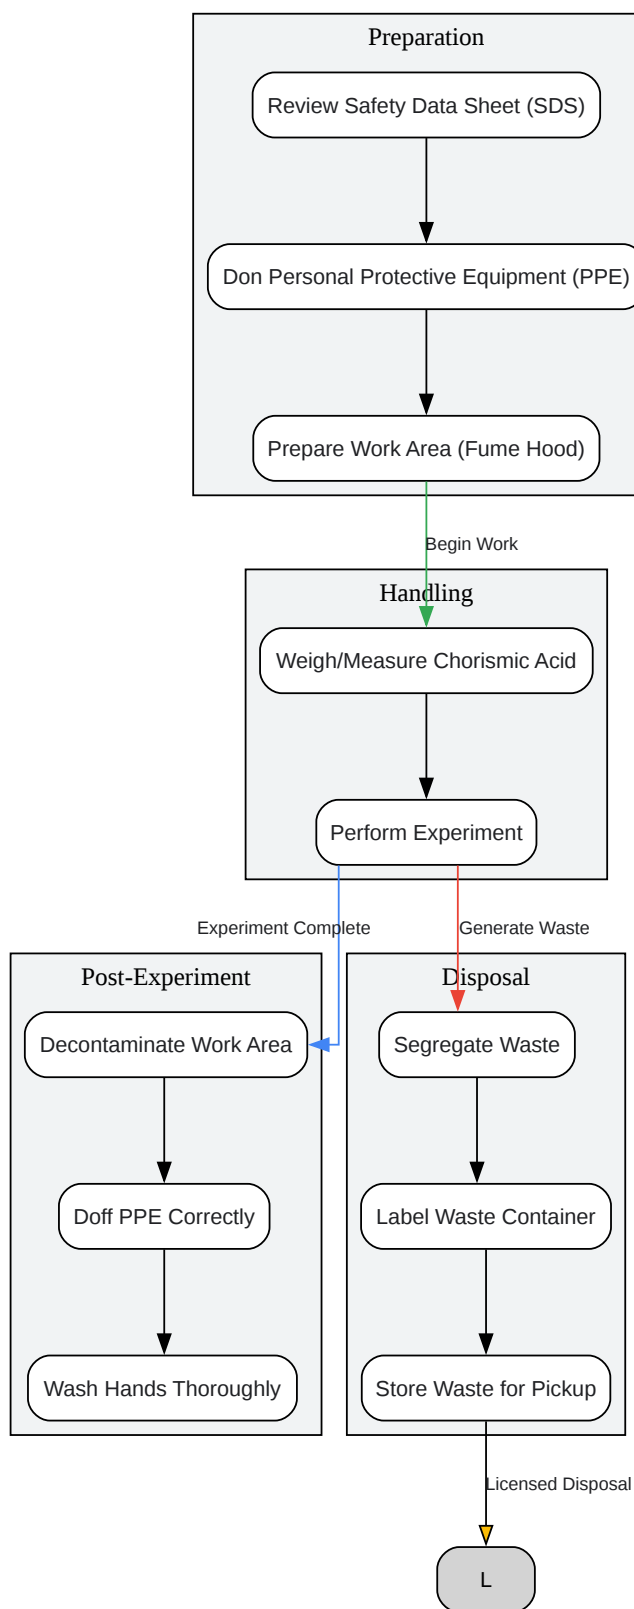 Preparation
Review Safety Data Sheet (SDS)
Don Personal Protective Equipment (PPE)
Prepare Work Area (Fume Hood)
Begin Work
Handling
Weigh/Measure Chorismic Acid
Perform Experiment
Experiment Complete
Generate Waste
Post-Experiment
Decontaminate Work Area
Doff PPE Correctly
Wash Hands Thoroughly
Disposal
Segregate Waste
Label Waste Container
Store Waste for Pickup
Licensed Disposal
L